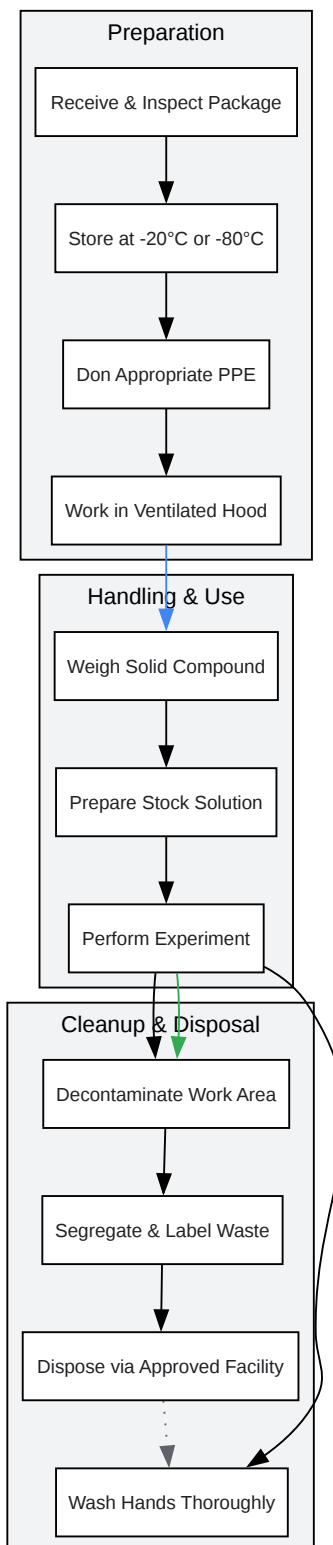 Preparation
Receive & Inspect Package
Store at -20°C or -80°C
Don Appropriate PPE
Work in Ventilated Hood
Handling & Use
Weigh Solid Compound
Prepare Stock Solution
Perform Experiment
Cleanup & Disposal
Decontaminate Work Area
Segregate & Label Waste
Dispose via Approved Facility
Wash Hands Thoroughly